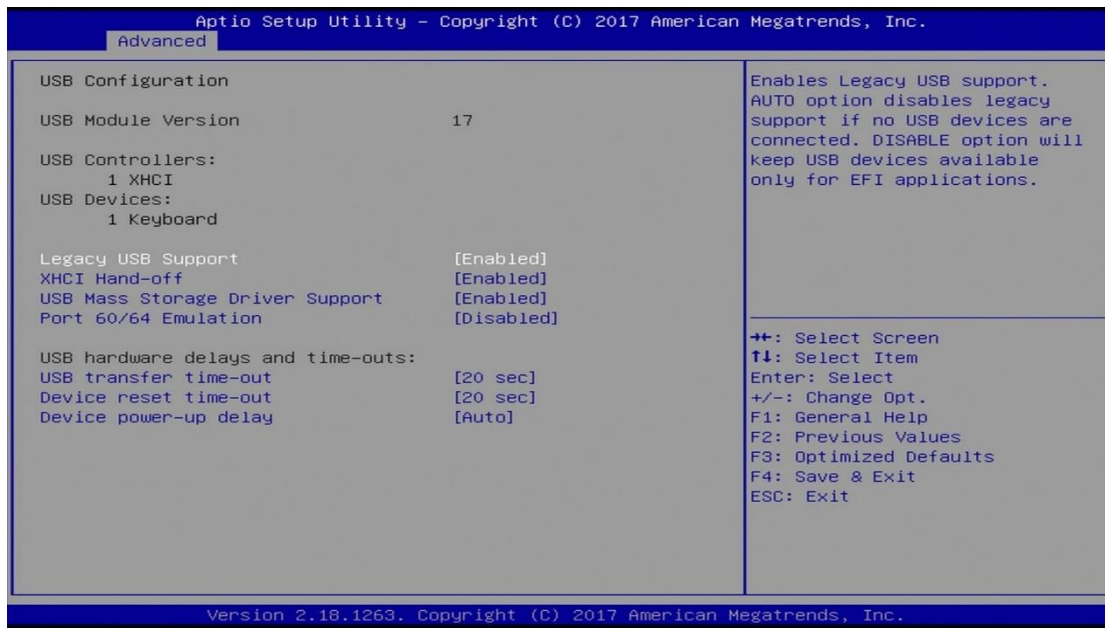 Aptio Setup Utility – Copyright (C) 2017 American Megatrends, Inc.
Advanced
USB Configuration
USB Module Version 17
USB Controllers:
1 XHCI
USB Devices:
1 Keyboard
Legacy USB Support [Enabled]
XHCI Hand-off [Enabled]
USB Mass Storage Driver Support [Enabled]
Port 60/64 Emulation [Disabled]
USB hardware delays and time-outs:
USB transfer time-out [20 sec]
Device reset time-out [20 sec]
Device power-up delay [Auto]
Enables Legacy USB support.
AUTO option disables legacy
support if no USB devices are
connected. DISABLE option will
keep USB devices available
only for EFI applications.
→←: Select Screen
↑↓: Select Item
Enter: Select
+/-: Change Opt.
F1: General Help
F2: Previous Values
F3: Optimized Defaults
F4: Save & Exit
ESC: Exit
Version 2.18.1263. Copyright (C) 2017 American Megatrends, Inc.